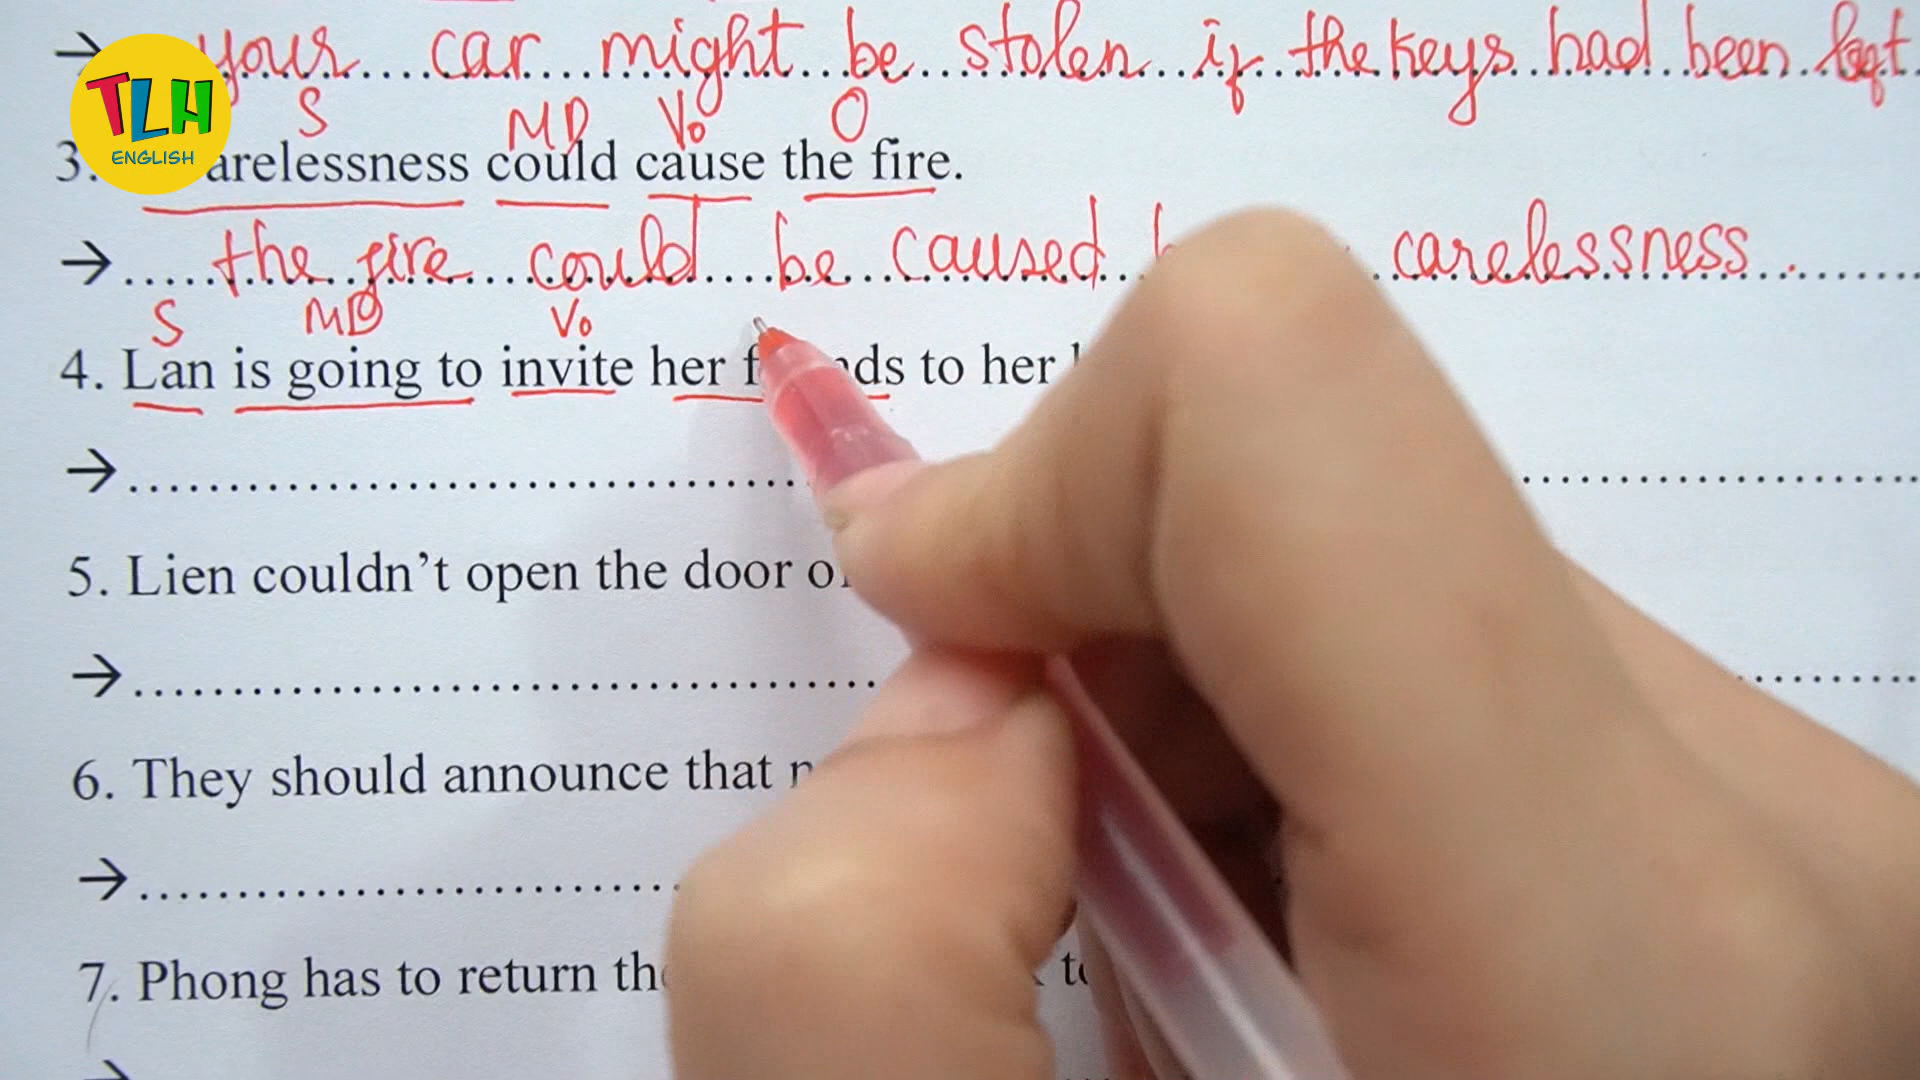 → your car might be stolen if the keys had been left
TLH
ENGLISH
S MD Vo O
3. arelessness could cause the fire.
→ the fire could be caused carelessness.
S MD Vo
4. Lan is going to invite her to her
→
5. Lien couldn't open the door
→
6. They should announce that
→
7. Phong has to return